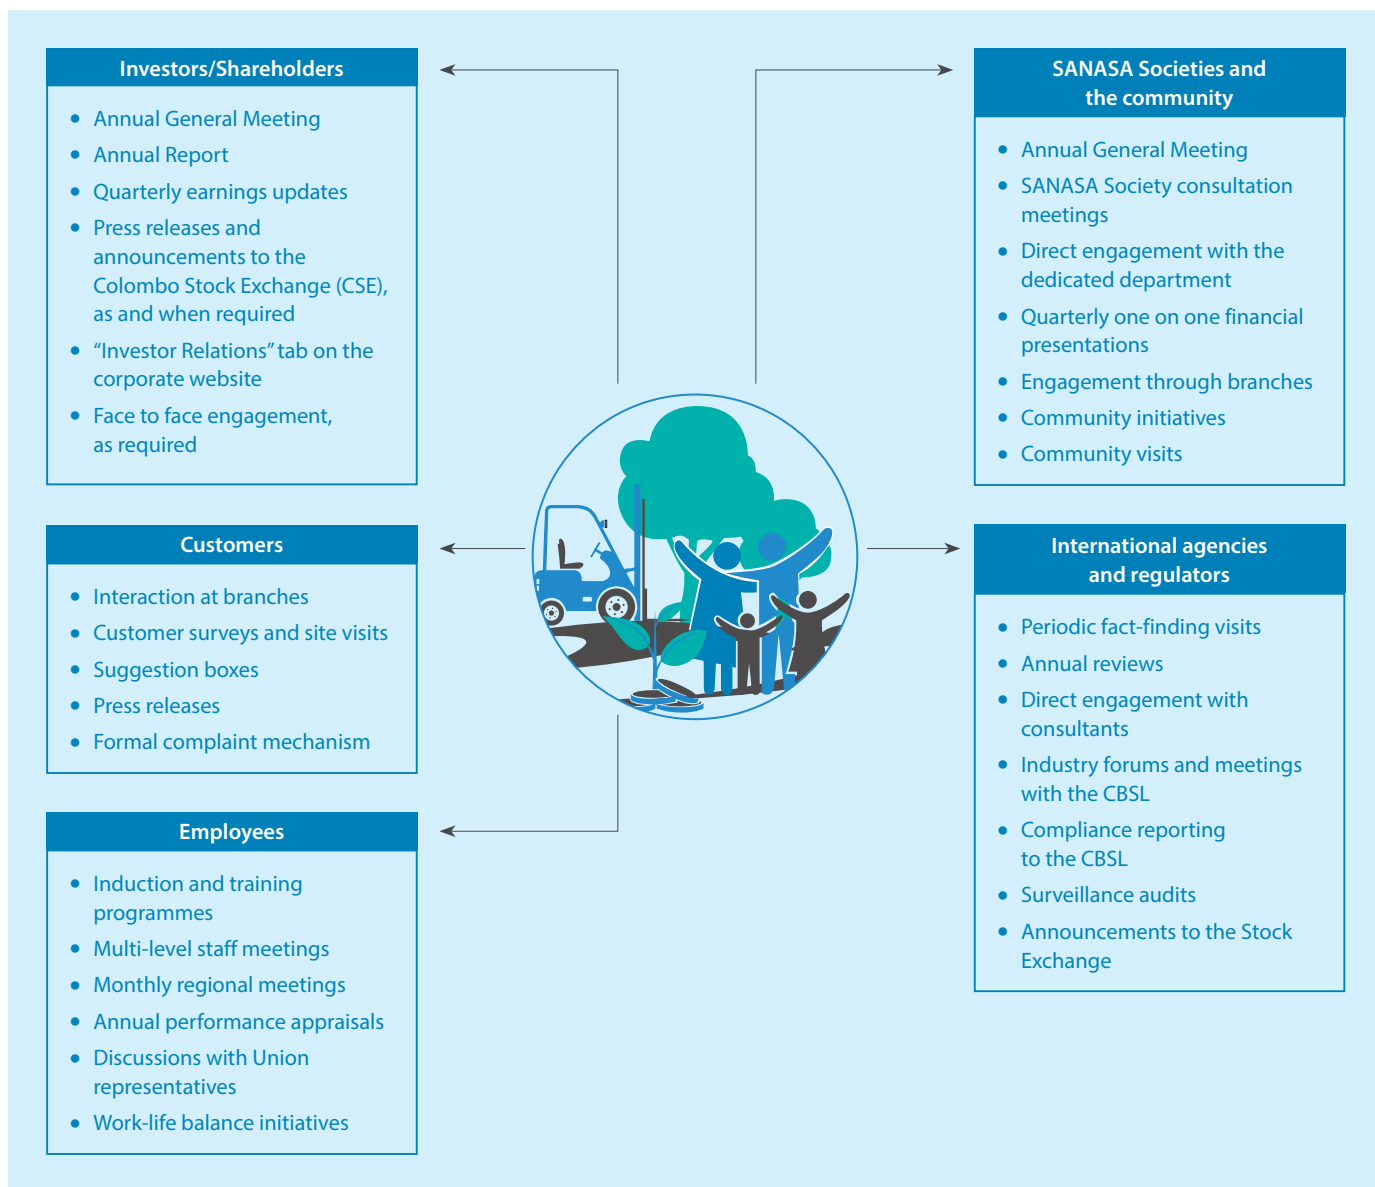 Investors/Shareholders
• Annual General Meeting
• Annual Report
• Quarterly earnings updates
• Press releases and
announcements to the
Colombo Stock Exchange (CSE),
as and when required
• “Investor Relations” tab on the
corporate website
• Face to face engagement,
as required
Customers
• Interaction at branches
• Customer surveys and site visits
• Suggestion boxes
• Press releases
• Formal complaint mechanism
Employees
• Induction and training
programmes
• Multi-level staff meetings
• Monthly regional meetings
• Annual performance appraisals
• Discussions with Union
representatives
• Work-life balance initiatives
SANASA Societies and
the community
• Annual General Meeting
• SANASA Society consultation
meetings
• Direct engagement with the
dedicated department
• Quarterly one on one financial
presentations
• Engagement through branches
• Community initiatives
• Community visits
International agencies
and regulators
• Periodic fact-finding visits
• Annual reviews
• Direct engagement with
consultants
• Industry forums and meetings
with the CBSL
• Compliance reporting
to the CBSL
• Surveillance audits
• Announcements to the Stock
Exchange